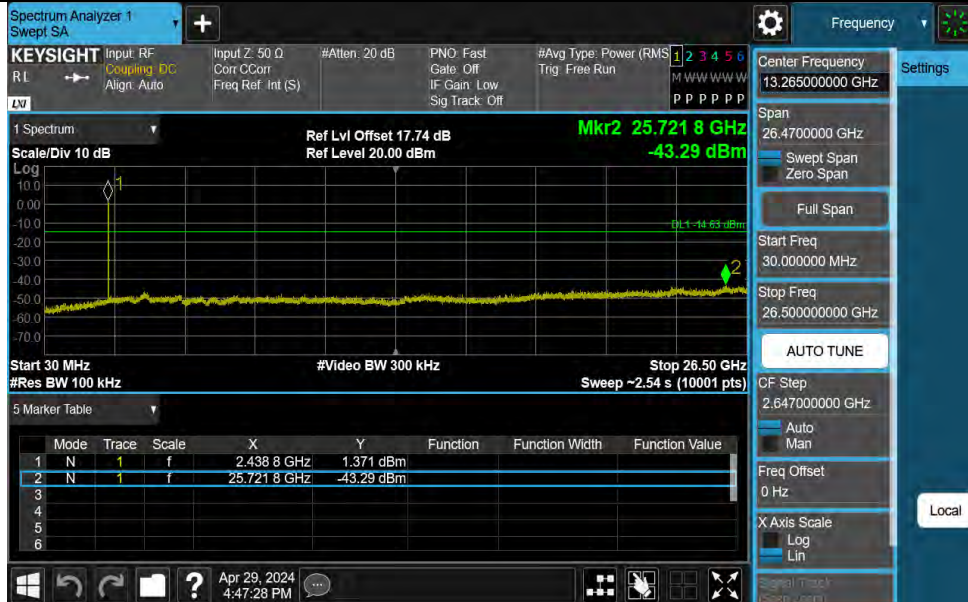 Spectrum Analyzer 1
Swept SA
+
Frequency
KEYSIGHT
RL
LXI
Input: RF
Coupling: DC
Align: Auto
Input Z: 50 Ω
Corr CCorr
Freq Ref: Int (S)
#Atten: 20 dB
PNO: Fast
Gate: Off
IF Gain: Low
Sig Track: Off
#Avg Type: Power (RMS
Trig: Free Run
1 2 3 4 5 6
M W W W W W
P P P P P P
1 Spectrum
Scale/Div 10 dB
Ref Lvl Offset 17.74 dB
Ref Level 20.00 dBm
Mkr2 25.721 8 GHz
-43.29 dBm
Log
10.0
0.00
-10.0
-20.0
-30.0
-40.0
-50.0
-60.0
-70.0
1
DL1 -14.63 dBm
2
Start 30 MHz
#Res BW 100 kHz
#Video BW 300 kHz
Stop 26.50 GHz
Sweep ~2.54 s (10001 pts)
5 Marker Table
Mode Trace Scale X Y Function Function Width Function Value
1 N 1 f 2.438 8 GHz 1.371 dBm
2 N 1 f 25.721 8 GHz -43.29 dBm
3
4
5
6
Center Frequency
13.265000000 GHz
Span
26.4700000 GHz
Swept Span
Zero Span
Full Span
Start Freq
30.000000 MHz
Stop Freq
26.500000000 GHz
AUTO TUNE
CF Step
2.647000000 GHz
Auto
Man
Freq Offset
0 Hz
X Axis Scale
Log
Lin
Signal Track
(Span Zoom)
Settings
Local
?
Apr 29, 2024
4:47:28 PM